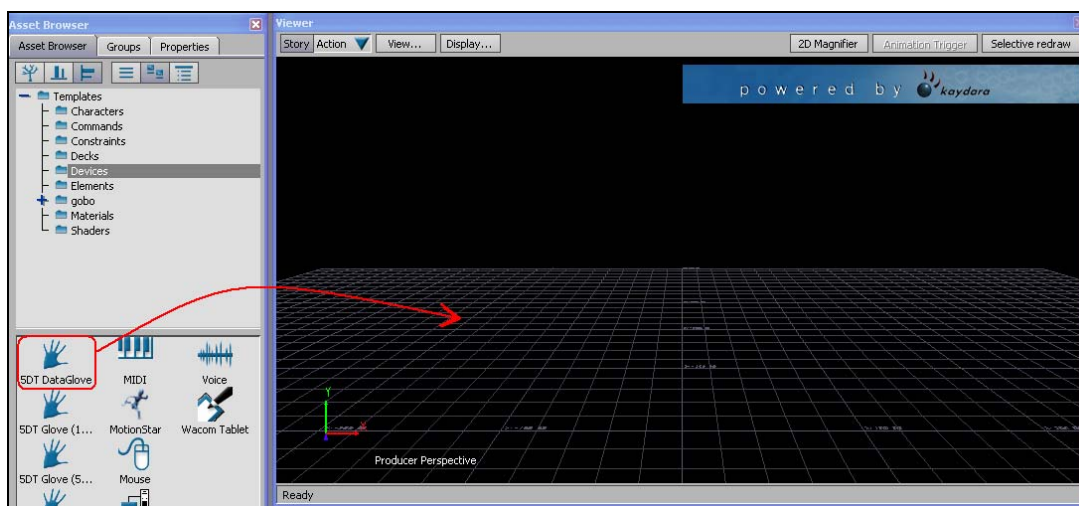 Asset Browser
Asset Browser Groups Properties
Templates
Characters
Commands
Constraints
Decks
Devices
Elements
gobo
Materials
Shaders
5DT DataGlove MIDI Voice
5DT Glove (1... MotionStar Wacom Tablet
5DT Glove (5... Mouse
Viewer
Story Action View... Display... 2D Magnifier Animation Trigger Selective redraw
powered by kaydara
Y
X
Producer Perspective
Ready